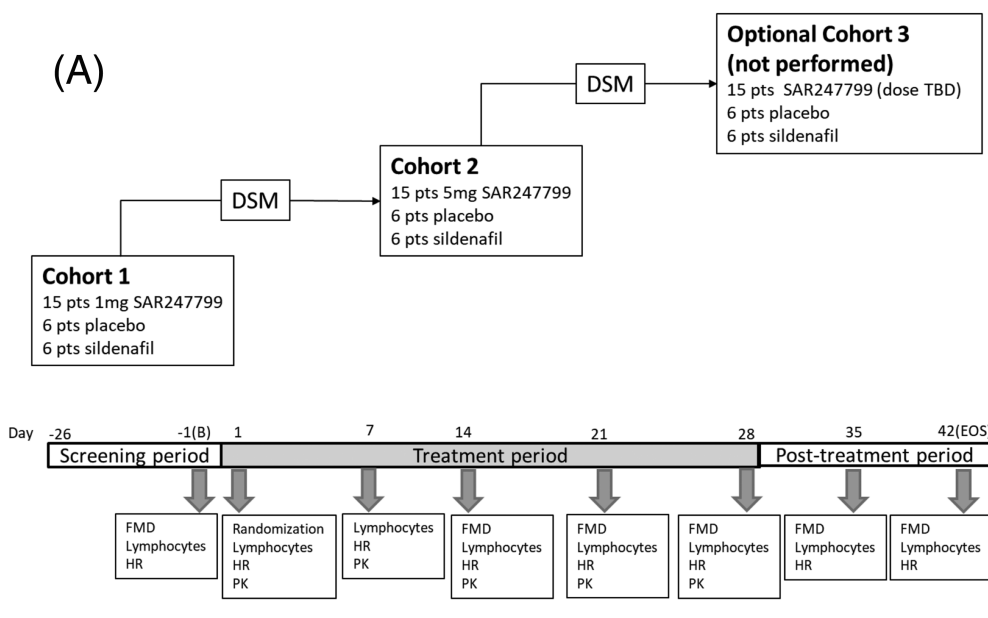 (A)
Optional Cohort 3
(not performed)
15 pts SAR247799 (dose TBD)
6 pts placebo
6 pts sildenafil
DSM
Cohort 2
15 pts 5mg SAR247799
6 pts placebo
6 pts sildenafil
DSM
Cohort 1
15 pts 1mg SAR247799
6 pts placebo
6 pts sildenafil
Day -26 -1(B) 1 7 14 21 28 35 42(EOS)
Screening period Treatment period Post-treatment period
FMD
Lymphocytes
HR
Randomization
Lymphocytes
HR
PK
Lymphocytes
HR
PK
FMD
Lymphocytes
HR
PK
FMD
Lymphocytes
HR
PK
FMD
Lymphocytes
HR
PK
FMD
Lymphocytes
HR
FMD
Lymphocytes
HR